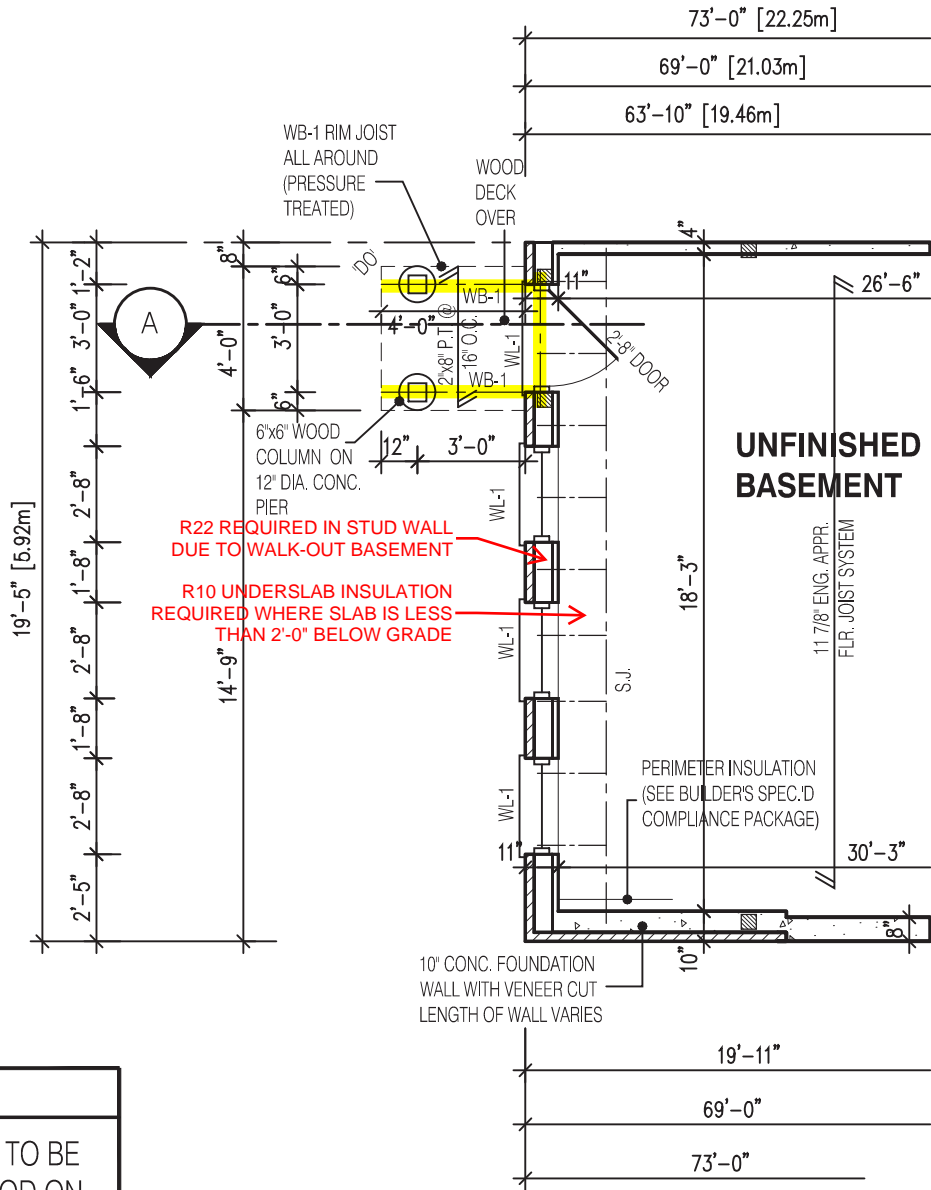 73'-0" [22.25m]
69'-0" [21.03m]
63'-10" [19.46m]
WB-1 RIM JOIST
ALL AROUND
(PRESSURE
TREATED)
WOOD
DECK
OVER
'DO'
4"
8"
1'-2"
6"
11"
26'-6"
WB-1
A
3'-0"
4'-0"
3'-0"
4'-0"
2"x8" P.T. @
16" O.C.
WL-1
2'-8" DOOR
WB-1
1'-6"
6"
6"x6" WOOD
COLUMN ON
12" DIA. CONC.
PIER
12"
3'-0"
UNFINISHED
BASEMENT
2'-8"
WL-1
R22 REQUIRED IN STUD WALL
DUE TO WALK-OUT BASEMENT
19'-5" [5.92m]
1'-8"
R10 UNDERSLAB INSULATION
REQUIRED WHERE SLAB IS LESS
THAN 2'-0" BELOW GRADE
18'-3"
11 7/8" ENG. APPR.
FLR. JOIST SYSTEM
2'-8"
WL-1
14'-9"
S.J.
1'-8"
PERIMETER INSULATION
(SEE BUILDER'S SPEC.'D
COMPLIANCE PACKAGE)
2'-8"
WL-1
11"
30'-3"
2'-5"
8"
10"
10" CONC. FOUNDATION
WALL WITH VENEER CUT
LENGTH OF WALL VARIES
19'-11"
69'-0"
73'-0"
TO BE